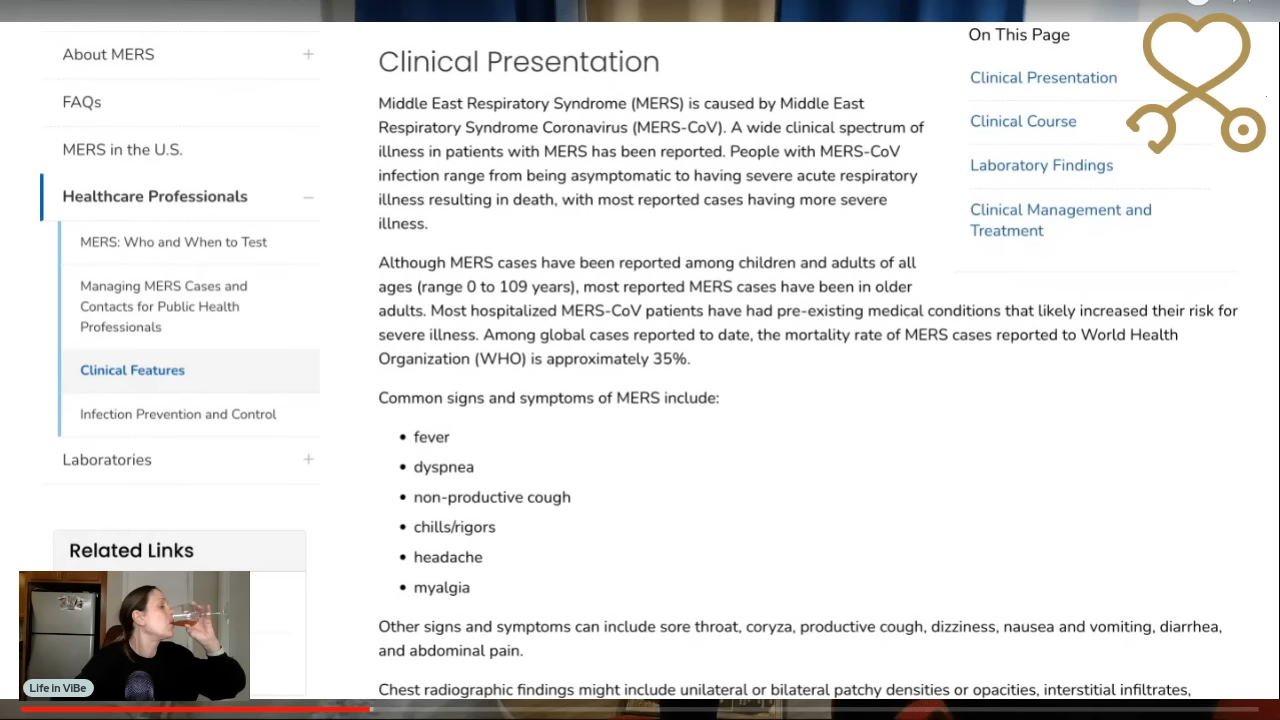 About MERS
FAQs
MERS in the U.S.
Healthcare Professionals
MERS: Who and When to Test
Managing MERS Cases and
Contacts for Public Health
Professionals
Clinical Features
Infection Prevention and Control
Laboratories
Related Links
Life in ViBe
Clinical Presentation
Middle East Respiratory Syndrome (MERS) is caused by Middle East
Respiratory Syndrome Coronavirus (MERS-CoV). A wide clinical spectrum of
illness in patients with MERS has been reported. People with MERS-CoV
infection range from being asymptomatic to having severe acute respiratory
illness resulting in death, with most reported cases having more severe
illness.
Although MERS cases have been reported among children and adults of all
ages (range 0 to 109 years), most reported MERS cases have been in older
adults. Most hospitalized MERS-CoV patients have had pre-existing medical conditions that likely increased their risk for
severe illness. Among global cases reported to date, the mortality rate of MERS cases reported to World Health
Organization (WHO) is approximately 35%.
Common signs and symptoms of MERS include:
• fever
• dyspnea
• non-productive cough
• chills/rigors
• headache
• myalgia
Other signs and symptoms can include sore throat, coryza, productive cough, dizziness, nausea and vomiting, diarrhea,
and abdominal pain.
Chest radiographic findings might include unilateral or bilateral patchy densities or opacities, interstitial infiltrates,
On This Page
Clinical Presentation
Clinical Course
Laboratory Findings
Clinical Management and
Treatment